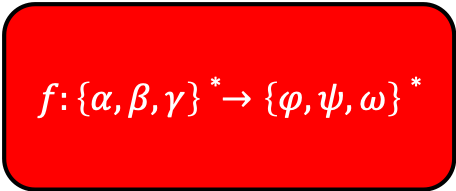 f: {α, β, γ}* → {φ, ψ, ω}*